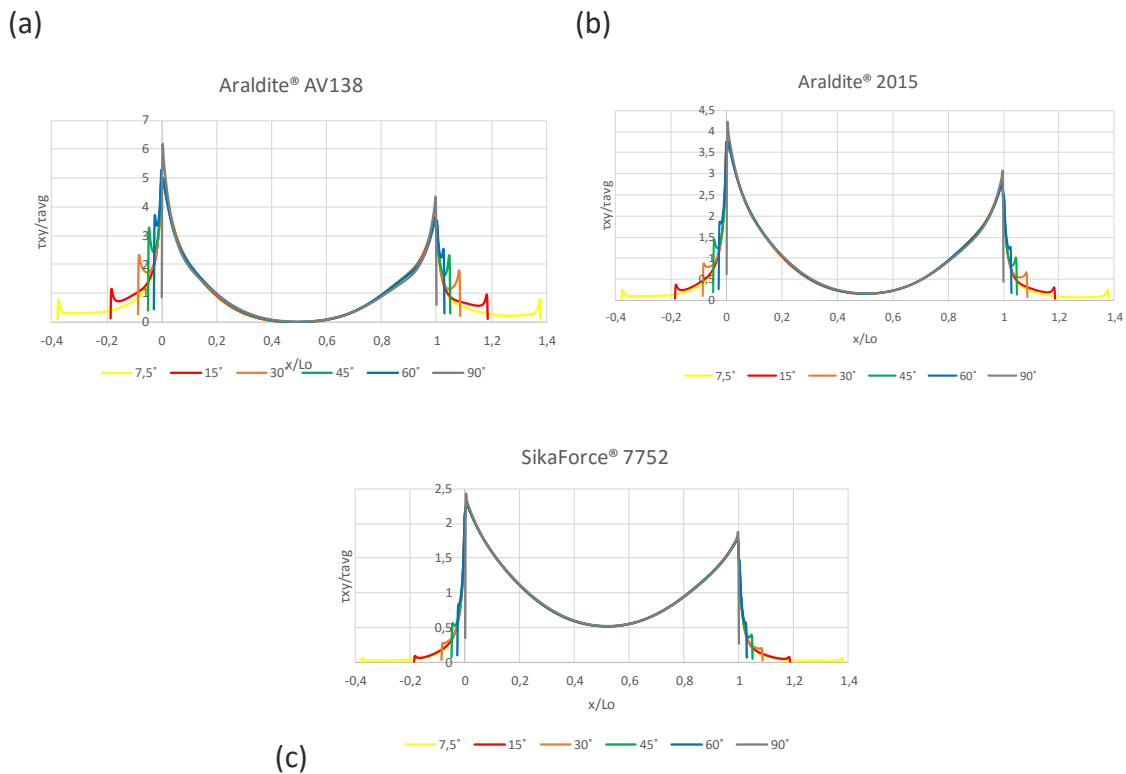 (a)
Araldite® AV138
7
6
5
4
3
2
1
0
τxy/τavg
-0,4 -0,2 0 0,2 0,4 0,6 0,8 1 1,2 1,4
x/Lo
7,5˚ 15˚ 30˚ 45˚ 60˚ 90˚
(b)
Araldite® 2015
4,5
4
3,5
3
2,5
2
1,5
1
0,5
0
τxy/τavg
-0,4 -0,2 0 0,2 0,4 0,6 0,8 1 1,2 1,4
x/Lo
7,5˚ 15˚ 30˚ 45˚ 60˚ 90˚
SikaForce® 7752
2,5
2
1,5
1
0,5
0
τxy/τavg
-0,4 -0,2 0 0,2 0,4 0,6 0,8 1 1,2 1,4
x/Lo
7,5˚ 15˚ 30˚ 45˚ 60˚ 90˚
(c)